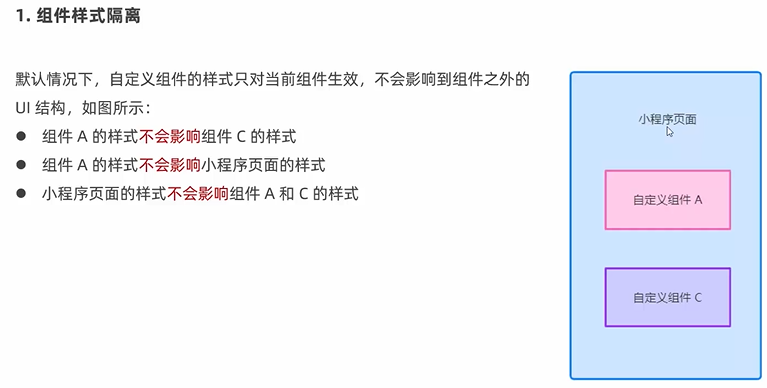 1. 组件样式隔离
默认情况下，自定义组件的样式只对当前组件生效，不会影响到组件之外的
UI 结构，如图所示：
● 组件 A 的样式不会影响组件 C 的样式
● 组件 A 的样式不会影响小程序页面的样式
● 小程序页面的样式不会影响组件 A 和 C 的样式
小程序页面
自定义组件 A
自定义组件 C